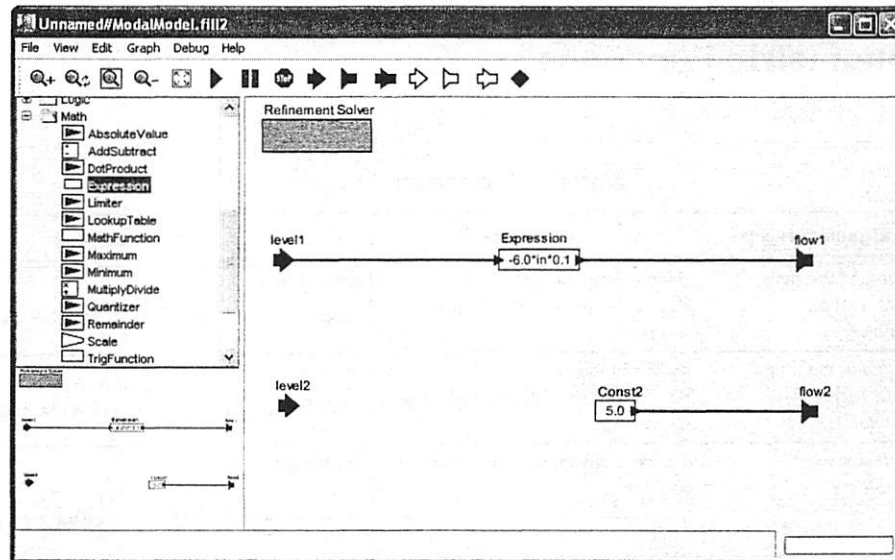 Unnamed#ModalModel.fill2
File View Edit Graph Debug Help
Logic
Math
AbsoluteValue
AddSubtract
DotProduct
Expression
Limiter
LookupTable
MathFunction
Maximum
Minimum
MultiplyDivide
Quantizer
Remainder
Scale
TrigFunction
Refinement Solver
level1
Expression
-6.0*in*0.1
flow1
level2
Const2
5.0
flow2